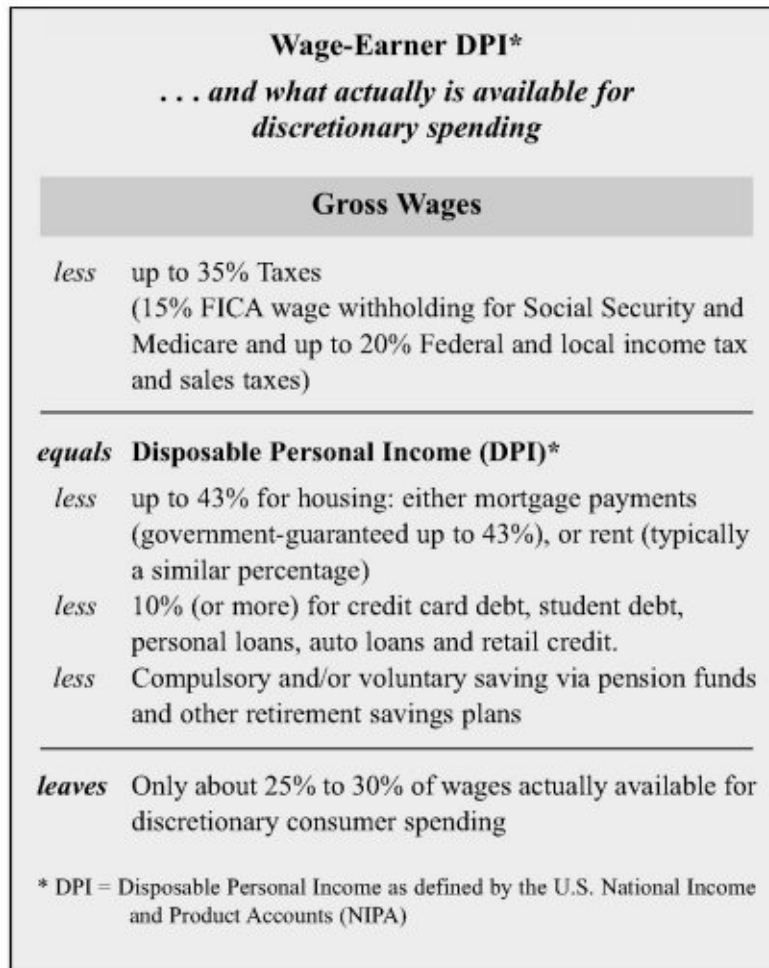 Wage-Earner DPI*
. . . and what actually is available for
discretionary spending
Gross Wages
less up to 35% Taxes
(15% FICA wage withholding for Social Security and
Medicare and up to 20% Federal and local income tax
and sales taxes)
equals Disposable Personal Income (DPI)*
less up to 43% for housing: either mortgage payments
(government-guaranteed up to 43%), or rent (typically
a similar percentage)
less 10% (or more) for credit card debt, student debt,
personal loans, auto loans and retail credit.
less Compulsory and/or voluntary saving via pension funds
and other retirement savings plans
leaves Only about 25% to 30% of wages actually available for
discretionary consumer spending
* DPI = Disposable Personal Income as defined by the U.S. National Income
and Product Accounts (NIPA)